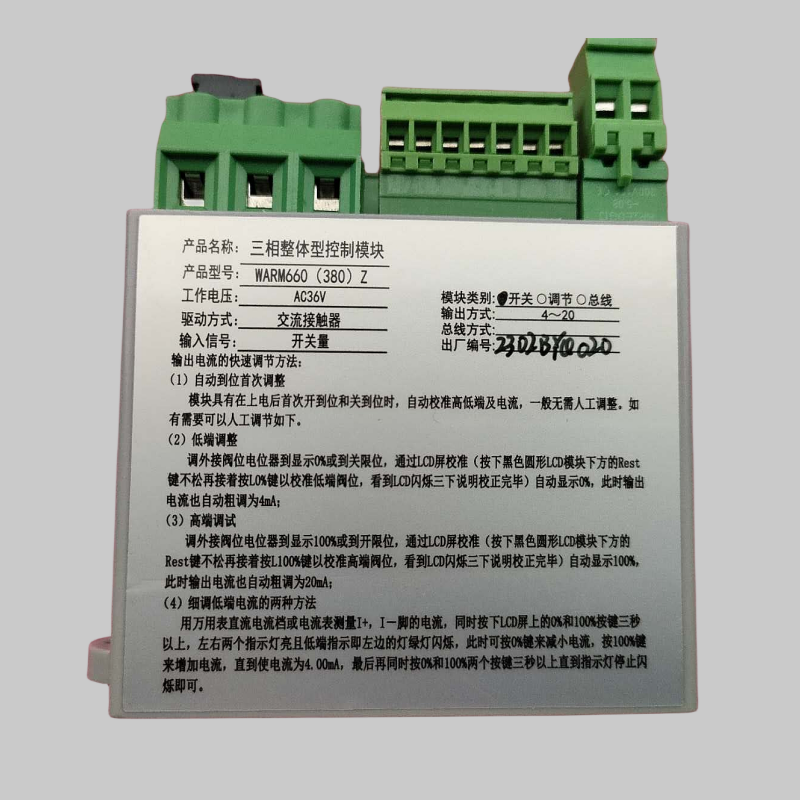 产品名称: 三相整体型控制模块
产品型号: WARM660（380）Z
工作电压: AC36V
驱动方式: 交流接触器
输入信号: 开关量
模块类别: ●开关○调节○总线
输出方式: 4～20
总线方式:
出厂编号:
输出电流的快速调节方法:
(1) 自动到位首次调整
模块具有在上电后首次开到位和关到位时，自动校准高低端及电流，一般无需人工调整。如
有需要可以人工调节如下。
(2) 低端调整
调外接阀位电位器到显示0%或到关限位，通过LCD屏校准（按下黑色圆形LCD模块下方的Rest
键不松再接着按L0%键以校准低端阀位，看到LCD闪烁三下说明校正完毕）自动显示0%，此时输出
电流也自动粗调为4mA;
(3) 高端调试
调外接阀位电位器到显示100%或到开限位，通过LCD屏校准（按下黑色圆形LCD模块下方的
Rest键不松再接着按L100%键以校准高端阀位，看到LCD闪烁三下说明校正完毕）自动显示100%，
此时输出电流也自动粗调为20mA;
(4) 细调低端电流的两种方法
用万用表直流电流档或电流表测量I+，I－脚的电流，同时按下LCD屏上的0%和100%按键三秒
以上，左右两个指示灯亮且低端指示即左边的灯绿灯闪烁，此时可按0%键来减小电流，按100%键
来增加电流，直到使电流为4.00mA，最后再同时按0%和100%两个按键三秒以上直到指示灯停止闪
烁即可。